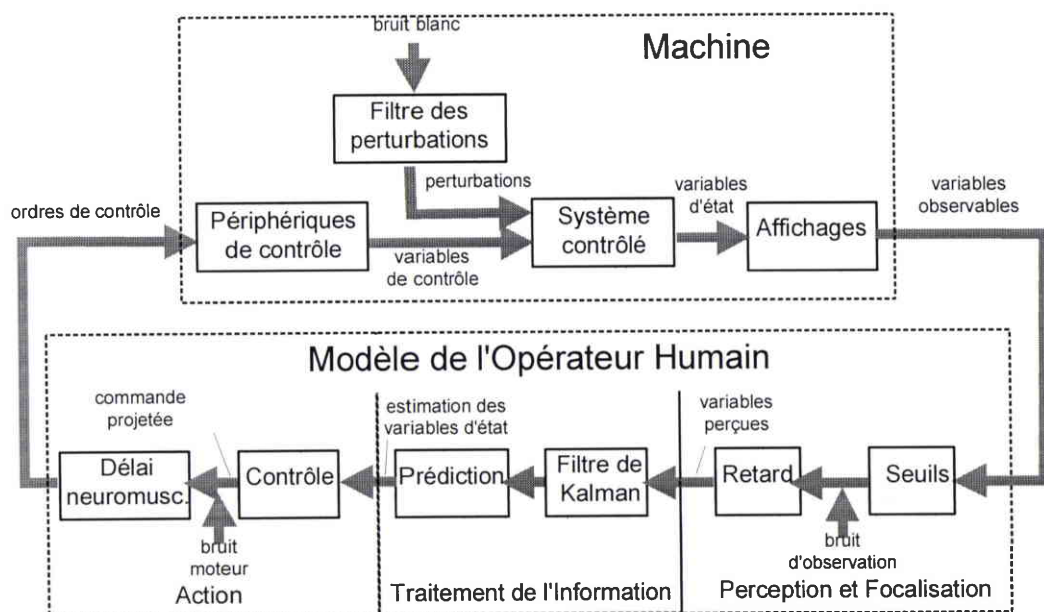 bruit blanc
Machine
Filtre des
perturbations
perturbations
variables
d'état
variables
observables
ordres de contrôle
Périphériques
de contrôle
variables
de contrôle
Système
contrôlé
Affichages
Modèle de l'Opérateur Humain
commande
projetée
estimation des
variables d'état
variables
perçues
Délai
neuromusc.
Contrôle
Prédiction
Filtre de
Kalman
Retard
Seuils
bruit
moteur
bruit
d'observation
Action
Traitement de l'Information
Perception et Focalisation